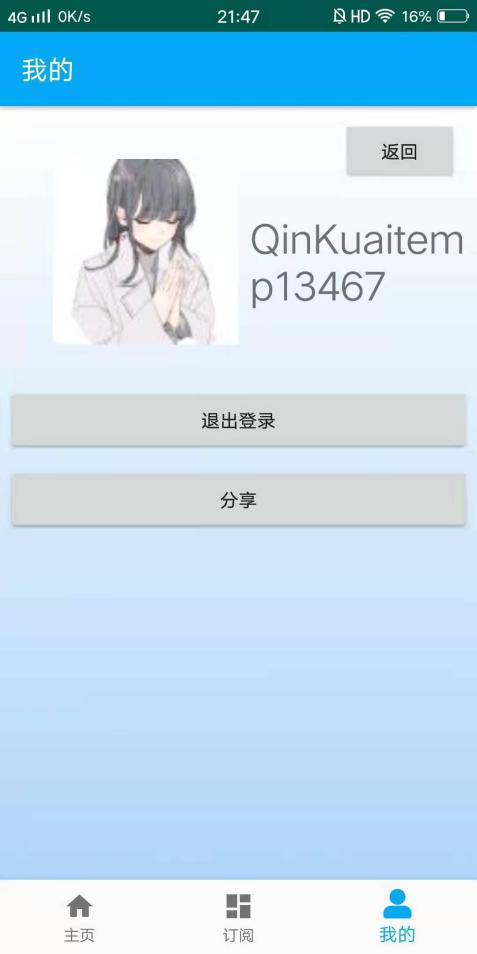 4G 0K/s 21:47 HD 16%
我的
返回
QinKuaitem
p13467
退出登录
分享
主页 订阅 我的